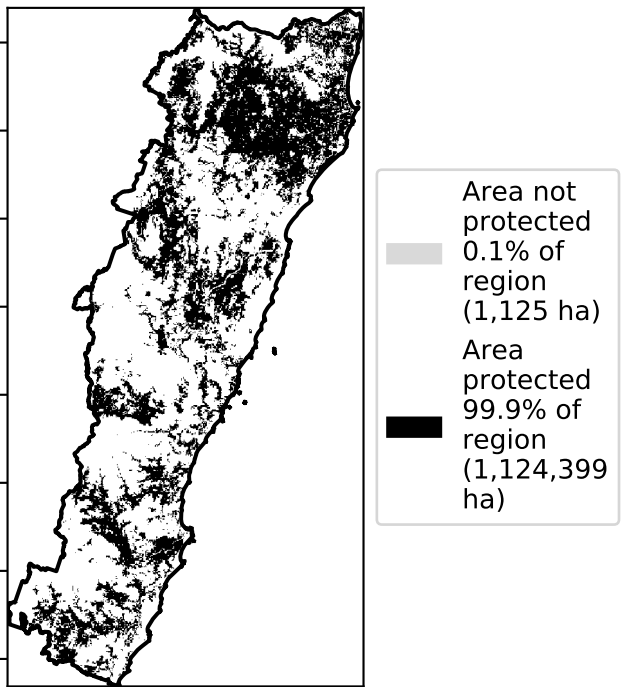 Area not
protected
0.1% of
region
(1,125 ha)
Area
protected
99.9% of
region
(1,124,399
ha)